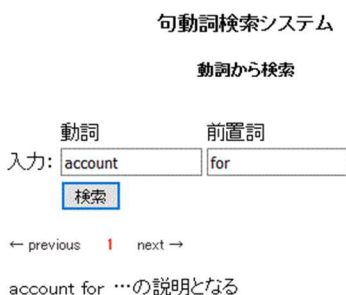 句動詞検索システム
動詞から検索
動詞 前置詞
入力: account for
検索
← previous 1 next →
account for …の説明となる